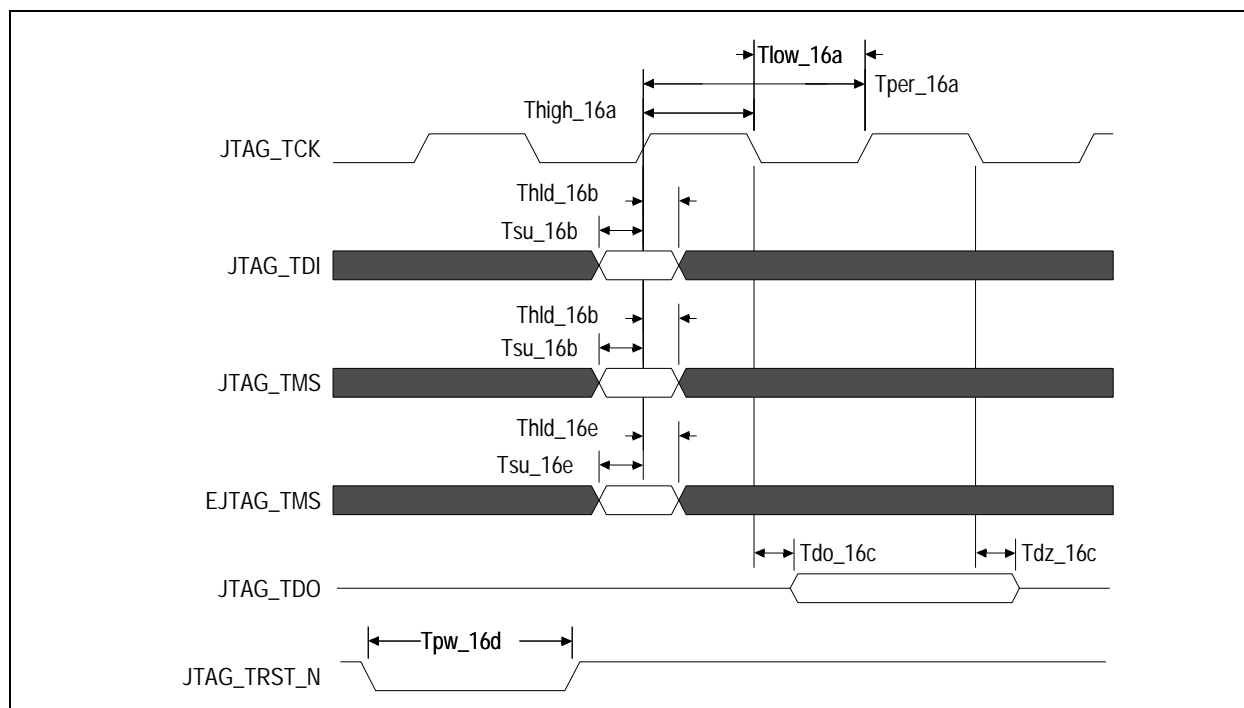 Tlow_16a
Tper_16a
Thigh_16a
JTAG_TCK
Thld_16b
Tsu_16b
JTAG_TDI
Thld_16b
Tsu_16b
JTAG_TMS
Thld_16e
Tsu_16e
EJTAG_TMS
Tdo_16c
Tdz_16c
JTAG_TDO
Tpw_16d
JTAG_TRST_N